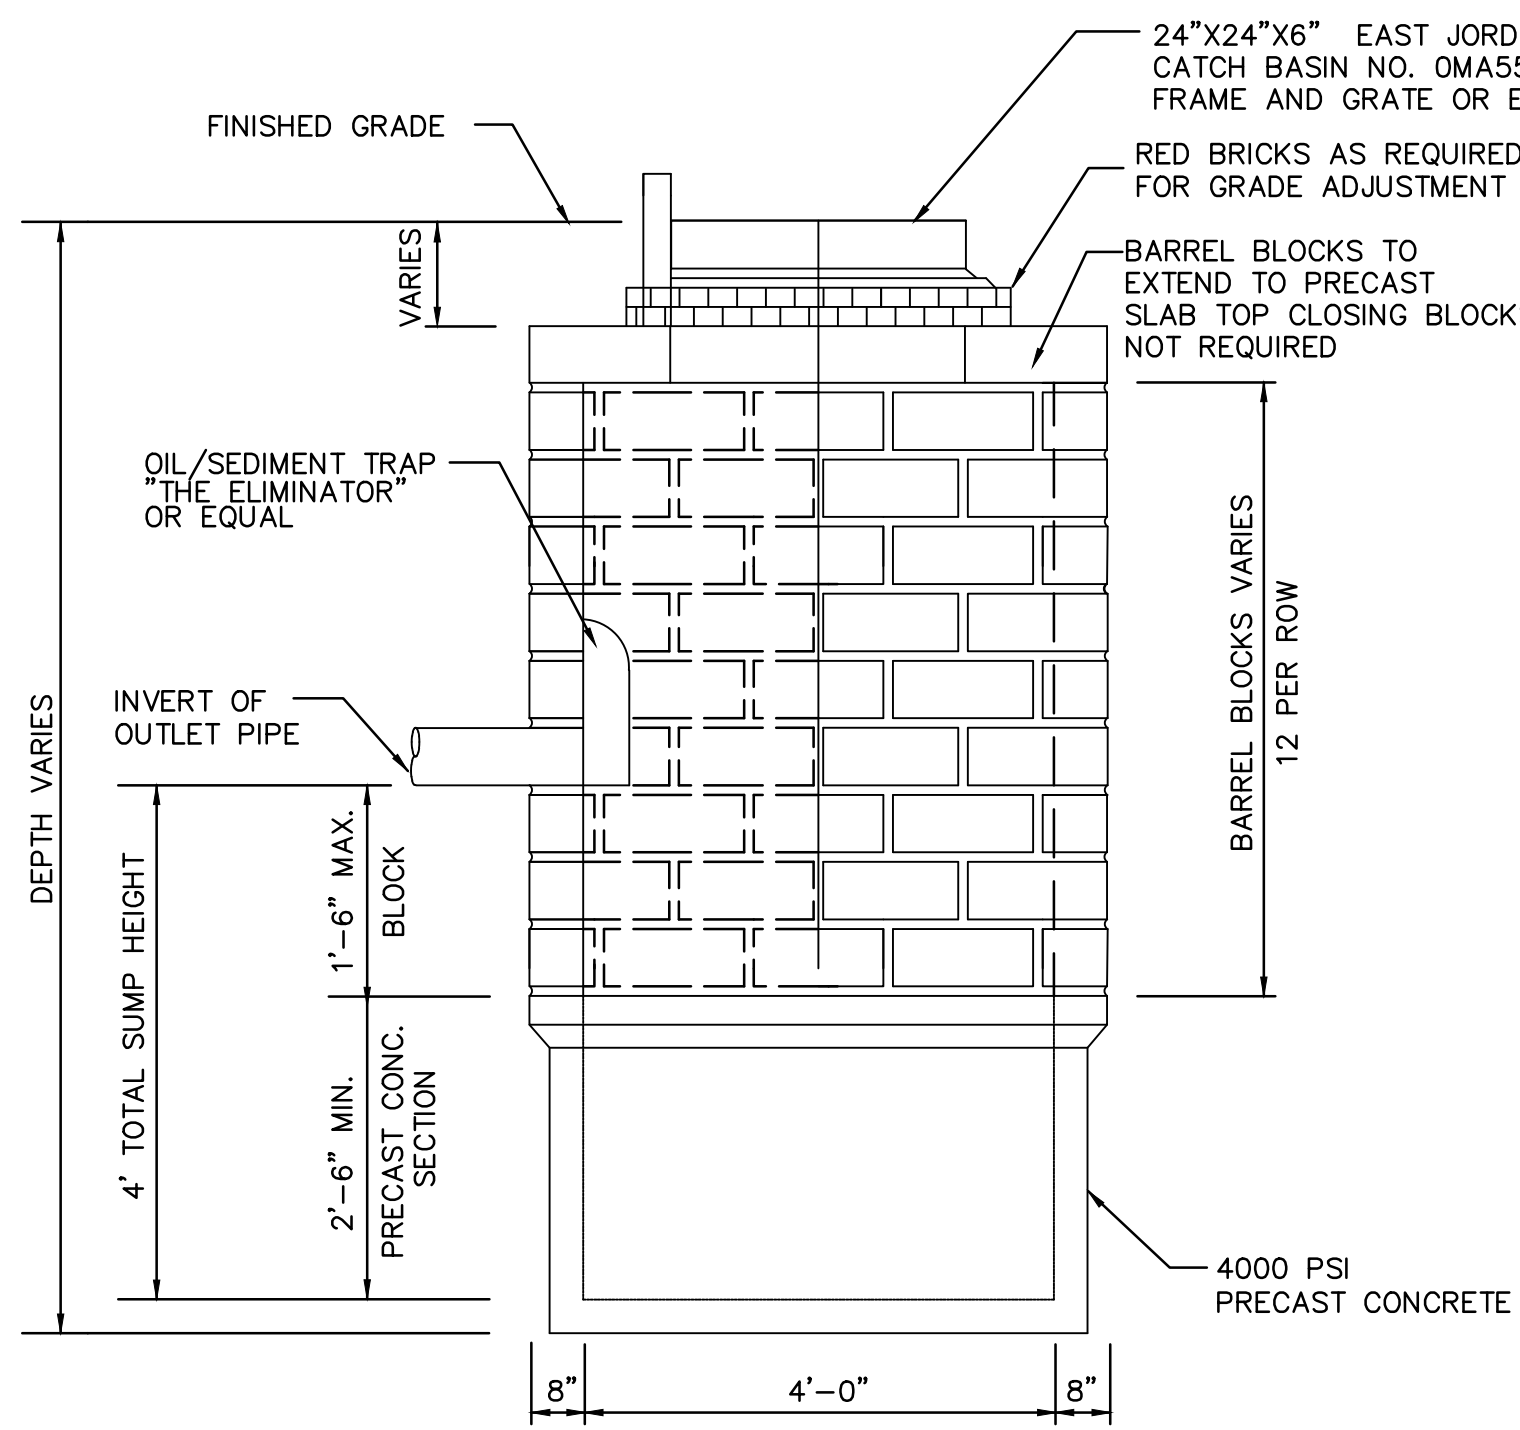 24”X24”X6” EAST JORD
CATCH BASIN NO. 0MA55
FRAME AND GRATE OR E
FINISHED GRADE
RED BRICKS AS REQUIRED
FOR GRADE ADJUSTMENT
VARIES
BARREL BLOCKS TO
EXTEND TO PRECAST
SLAB TOP CLOSING BLOCK
NOT REQUIRED
OIL/SEDIMENT TRAP
”THE ELIMINATOR”
OR EQUAL
INVERT OF
OUTLET PIPE
DEPTH VARIES
4’ TOTAL SUMP HEIGHT
1’-6” MAX.
BLOCK
2’-6” MIN.
PRECAST CONC.
SECTION
BARREL BLOCKS VARIES
12 PER ROW
4000 PSI
PRECAST CONCRETE
8”
4’-0”
8”